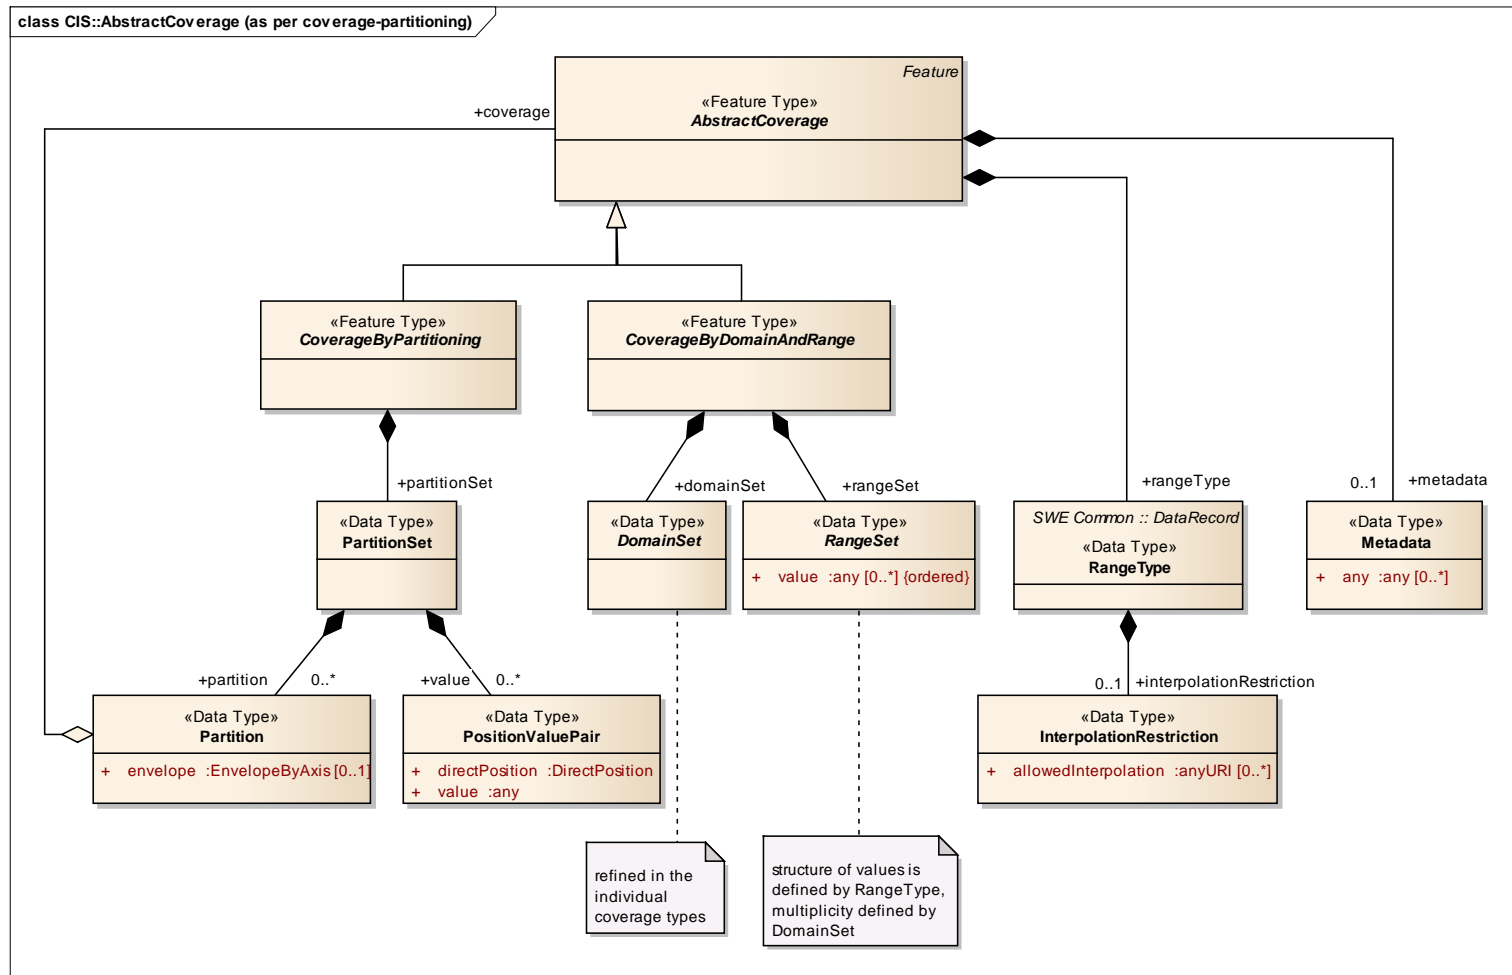 class CIS::AbstractCoverage (as per coverage-partitioning)
Feature
«Feature Type»
AbstractCoverage
+coverage
«Feature Type»
CoverageByPartitioning
«Feature Type»
CoverageByDomainAndRange
+partitionSet
+domainSet
+rangeSet
+rangeType
0..1
+metadata
«Data Type»
PartitionSet
«Data Type»
DomainSet
«Data Type»
RangeSet
+ value :any [0..*] {ordered}
SWE Common :: DataRecord
«Data Type»
RangeType
«Data Type»
Metadata
+ any :any [0..*]
+partition
0..*
+value
0..*
0..1
+interpolationRestriction
«Data Type»
Partition
+ envelope :EnvelopeByAxis [0..1]
«Data Type»
PositionValuePair
+ directPosition :DirectPosition
+ value :any
«Data Type»
InterpolationRestriction
+ allowedInterpolation :anyURI [0..*]
refined in the
individual
coverage types
structure of values is
defined by RangeType,
multiplicity defined by
DomainSet